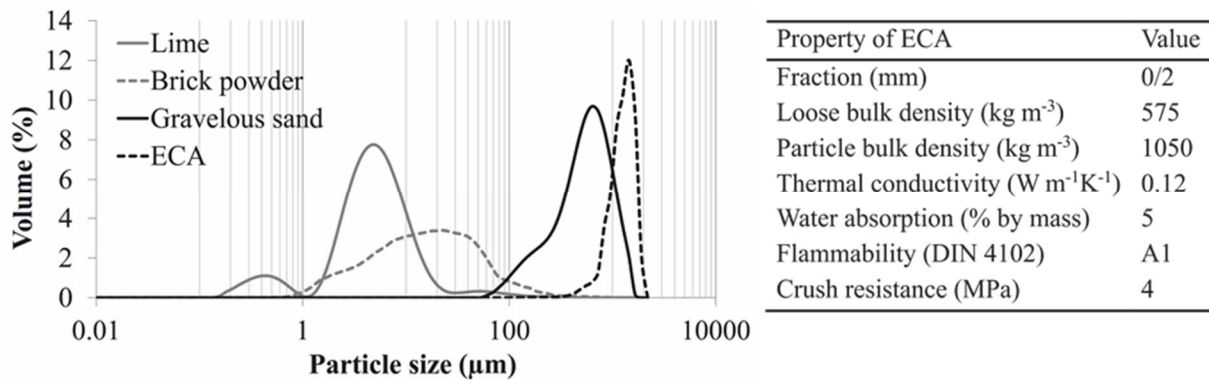 14
12
10
8
6
4
2
0
Volume (%)
Lime
Brick powder
Gravelous sand
ECA
0.01 1 100 10000
Particle size (µm)
Property of ECA Value
Fraction (mm) 0/2
Loose bulk density (kg m⁻³) 575
Particle bulk density (kg m⁻³) 1050
Thermal conductivity (W m⁻¹K⁻¹) 0.12
Water absorption (% by mass) 5
Flammability (DIN 4102) A1
Crush resistance (MPa) 4